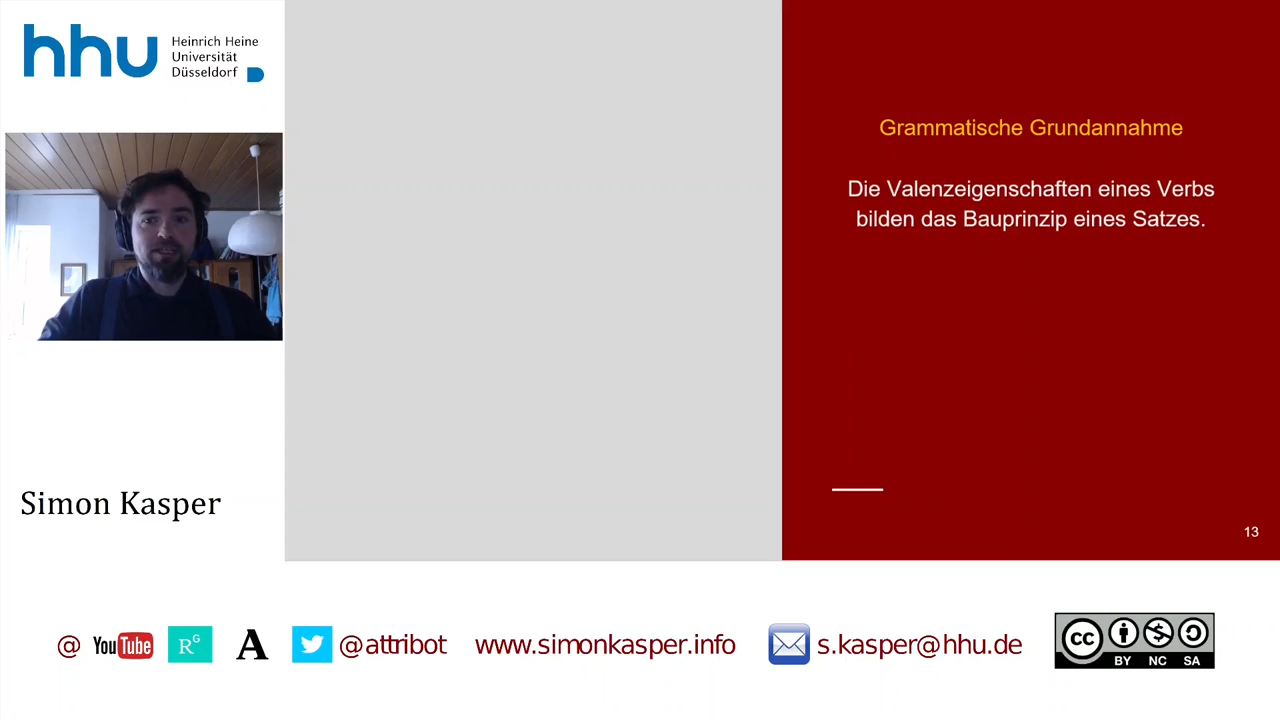 hhu
Heinrich Heine
Universität
Düsseldorf
Grammatische Grundannahme
Die Valenzeigenschaften eines Verbs
bilden das Bauprinzip eines Satzes.
Simon Kasper
13
@ YouTube RG A @attribot www.simonkasper.info s.kasper@hhu.de
cc BY NC SA